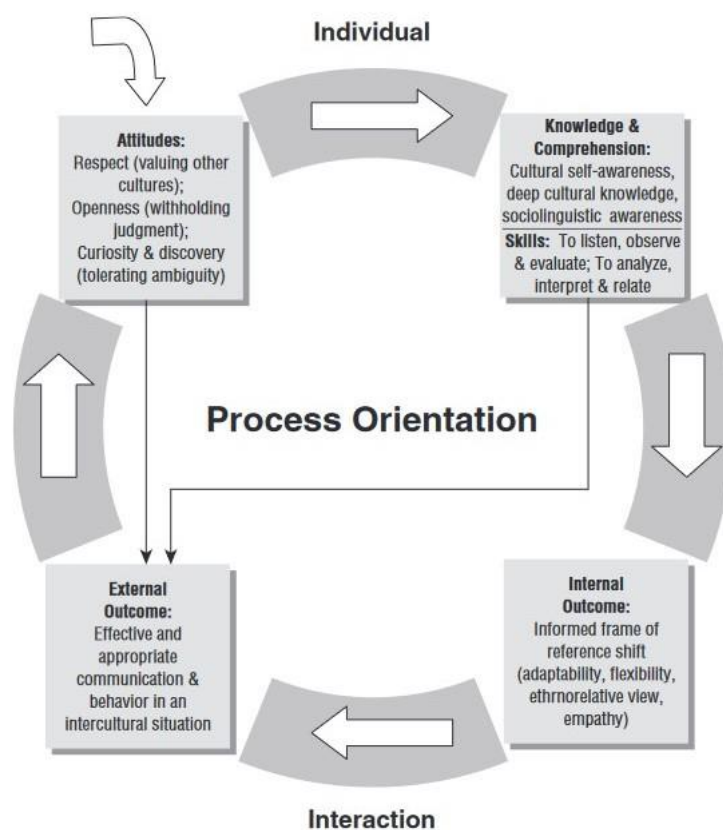 Individual
Attitudes:
Respect (valuing other
cultures);
Openness (withholding
judgment);
Curiosity & discovery
(tolerating ambiguity)
Knowledge &
Comprehension:
Cultural self-awareness,
deep cultural knowledge,
sociolinguistic awareness
Skills: To listen, observe
& evaluate; To analyze,
interpret & relate
Process Orientation
External
Outcome:
Effective and
appropriate
communication &
behavior in an
intercultural situation
Internal
Outcome:
Informed frame of
reference shift
(adaptability, flexibility,
ethrnorelative view,
empathy)
Interaction